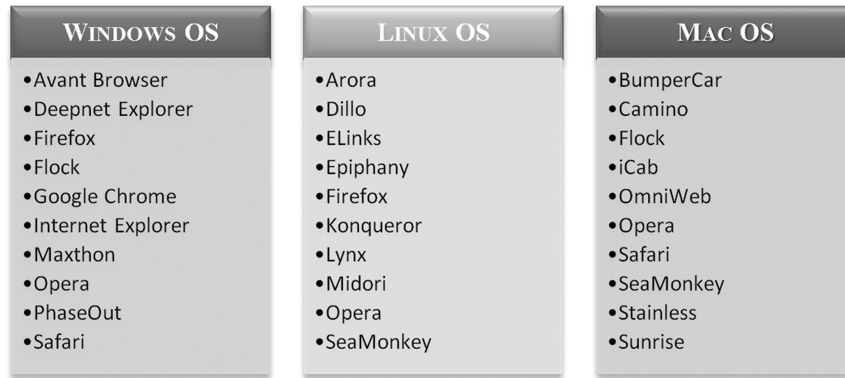 WINDOWS OS
•Avant Browser
•Deepnet Explorer
•Firefox
•Flock
•Google Chrome
•Internet Explorer
•Maxthon
•Opera
•PhaseOut
•Safari
LINUX OS
•Arora
•Dillo
•ELinks
•Epiphany
•Firefox
•Konqueror
•Lynx
•Midori
•Opera
•SeaMonkey
MAC OS
•BumperCar
•Camino
•Flock
•iCab
•OmniWeb
•Opera
•Safari
•SeaMonkey
•Stainless
•Sunrise